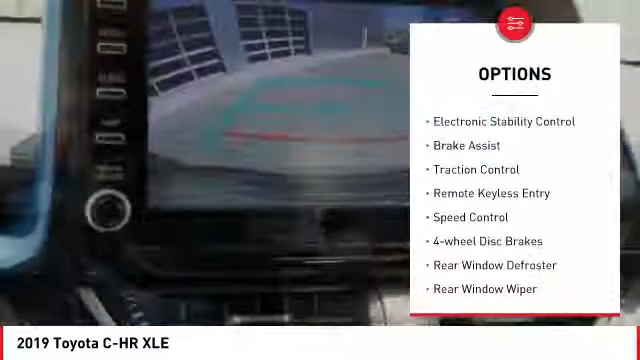 OPTIONS
• Electronic Stability Control
• Brake Assist
• Traction Control
• Remote Keyless Entry
• Speed Control
• 4-wheel Disc Brakes
• Rear Window Defroster
• Rear Window Wiper
2019 Toyota C-HR XLE